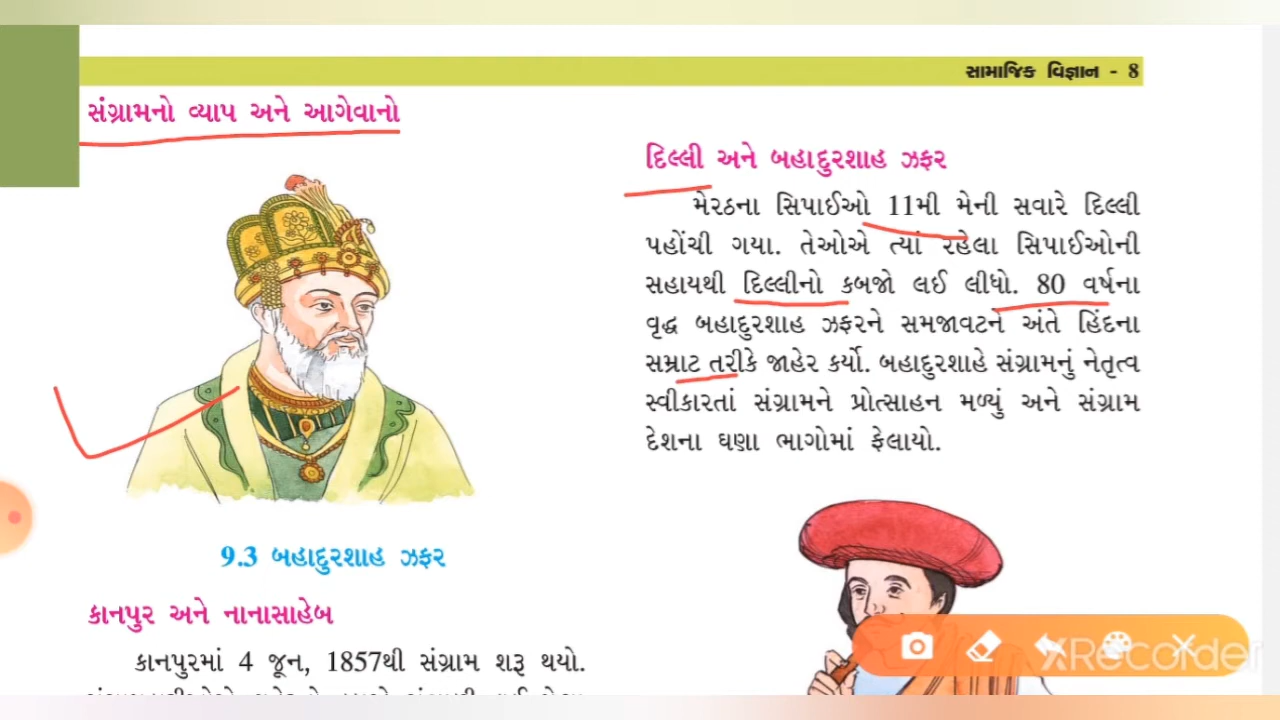 સામાજિક વિજ્ઞાન - 8
સંગ્રામનો વ્યાપ અને આગેવાનો
9.3 બહાદુરશાહ ઝફર
કાનપુર અને નાનાસાહેબ
કાનપુરમાં 4 જૂન, 1857થી સંગ્રામ શરૂ થયો.
દિલ્લી અને બહાદુરશાહ ઝફર
મેરઠના સિપાઈઓ 11મી મેની સવારે દિલ્લી
પહોંચી ગયા. તેઓએ ત્યાં રહેલા સિપાઈઓની
સહાયથી દિલ્લીનો કબજો લઈ લીધો. 80 વર્ષના
વૃદ્ધ બહાદુરશાહ ઝફરને સમજાવટને અંતે હિંદના
સમ્રાટ તરીકે જાહેર કર્યો. બહાદુરશાહે સંગ્રામનું નેતૃત્વ
સ્વીકારતાં સંગ્રામને પ્રોત્સાહન મળ્યું અને સંગ્રામ
દેશના ઘણા ભાગોમાં ફેલાયો.
XRecorder